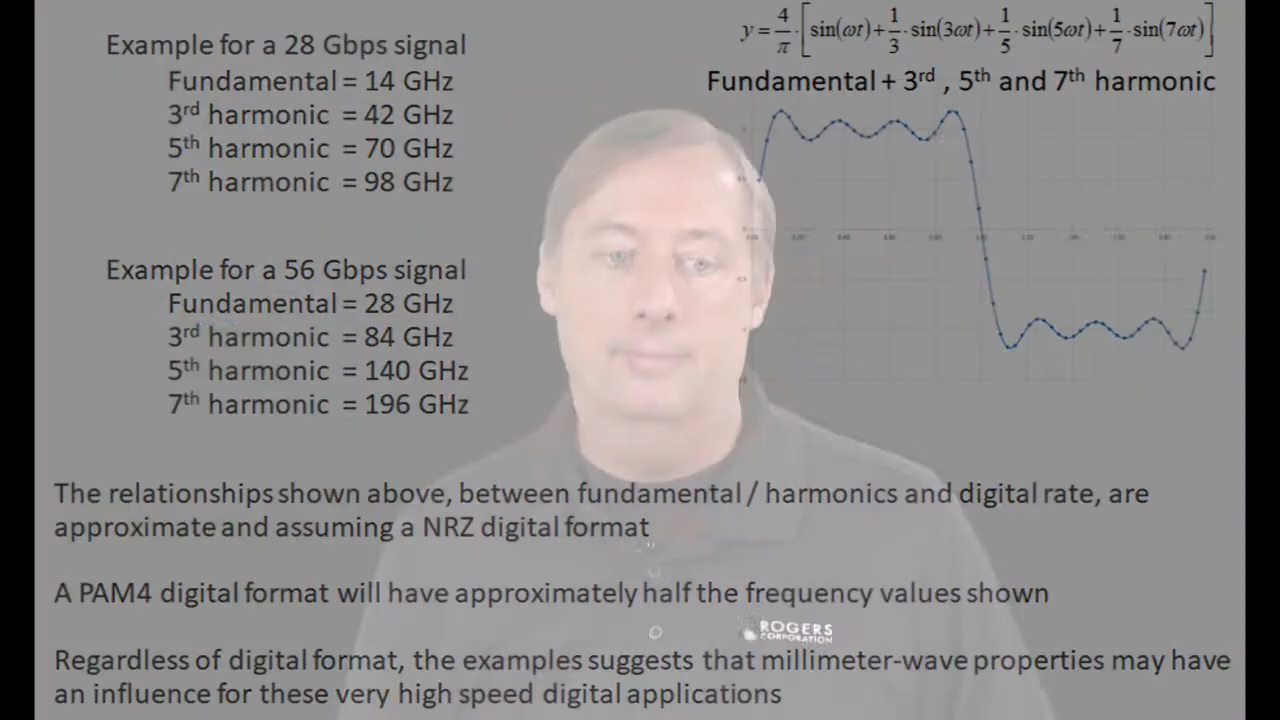 Example for a 28 Gbps signal
Fundamental = 14 GHz
3rd harmonic = 42 GHz
5th harmonic = 70 GHz
7th harmonic = 98 GHz
Example for a 56 Gbps signal
Fundamental = 28 GHz
3rd harmonic = 84 GHz
5th harmonic = 140 GHz
7th harmonic = 196 GHz
y = 4/π · [sin(ωt) + 1/3 · sin(3ωt) + 1/5 · sin(5ωt) + 1/7 · sin(7ωt)]
Fundamental + 3rd , 5th and 7th harmonic
The relationships shown above, between fundamental / harmonics and digital rate, are
approximate and assuming a NRZ digital format
A PAM4 digital format will have approximately half the frequency values shown
ROGERS
CORPORATION
Regardless of digital format, the examples suggests that millimeter-wave properties may have
an influence for these very high speed digital applications